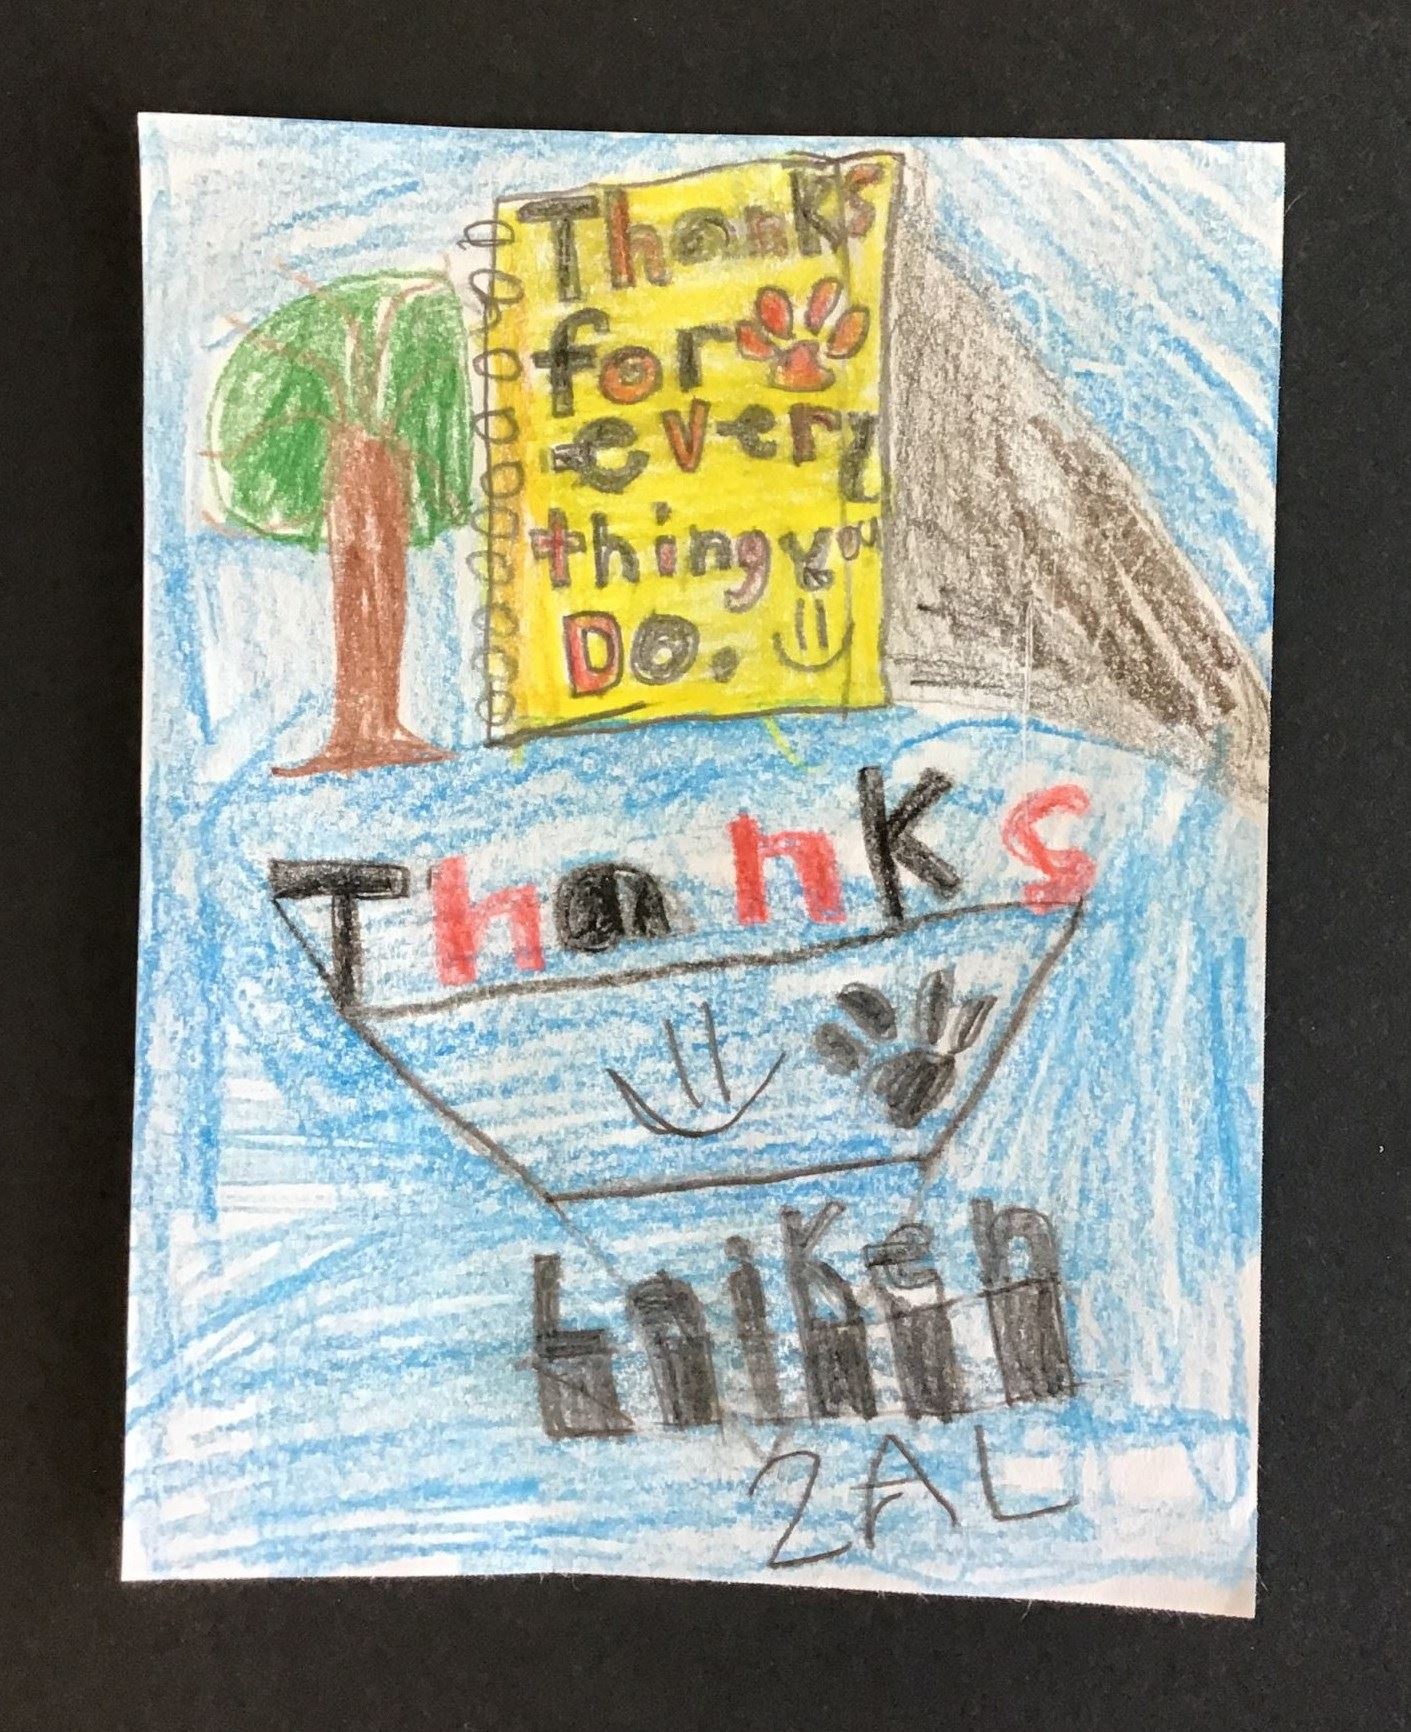 Thanks
for
every
thing you
Do.
Thanks
Laiken
2AL